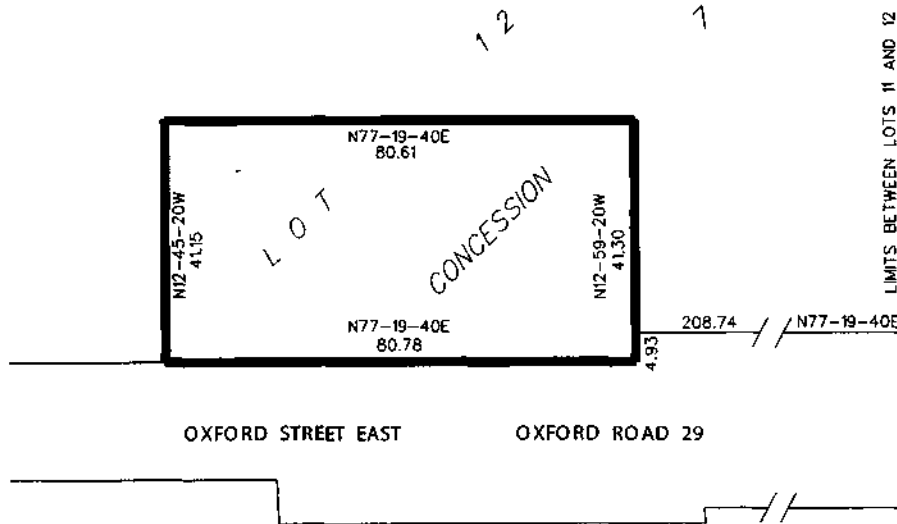 1 2
7
LIMITS BETWEEN LOTS 11 AND 12
N77-19-40E
80.61
N12-45-20W
41.15
LOT
CONCESSION
N12-59-20W
41.30
N77-19-40E
80.78
208.74
N77-19-40E
4.93
OXFORD STREET EAST
OXFORD ROAD 29